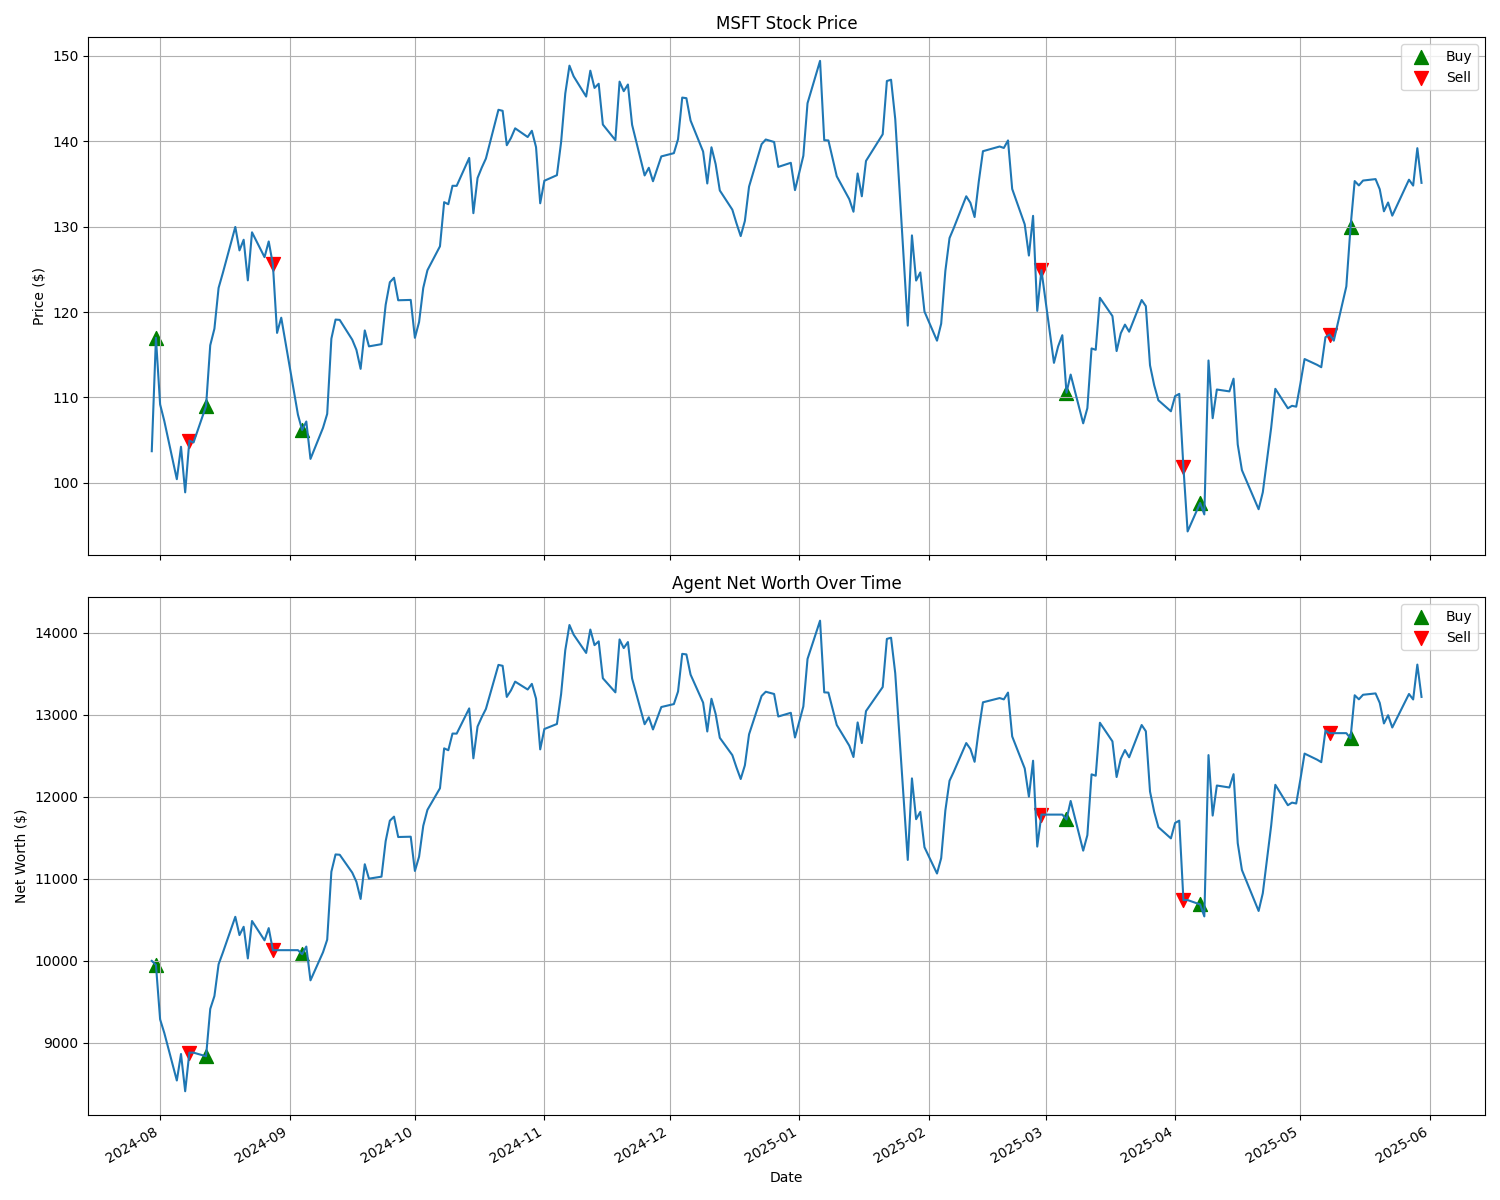 MSFT Stock Price
150
140
130
120
110
100
Price ($)
Buy
Sell
Agent Net Worth Over Time
14000
13000
12000
11000
10000
9000
Net Worth ($)
Buy
Sell
2024-08
2024-09
2024-10
2024-11
2024-12
2025-01
2025-02
2025-03
2025-04
2025-05
2025-06
Date